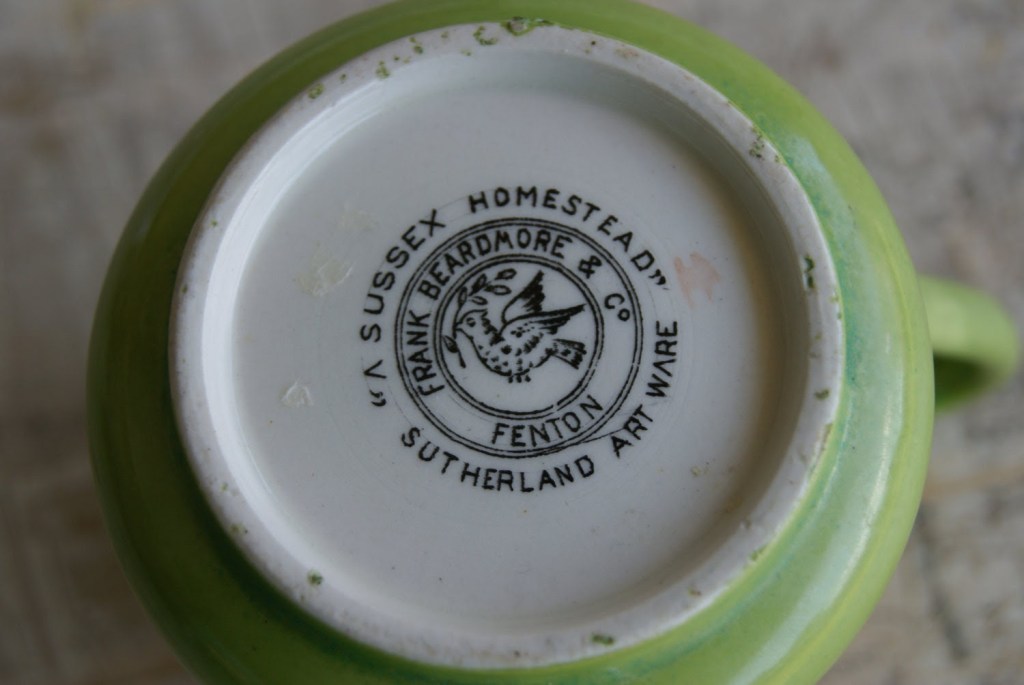 “A SUSSEX HOMESTEAD”
FRANK BEARDMORE & Co
FENTON
SUTHERLAND ART WARE